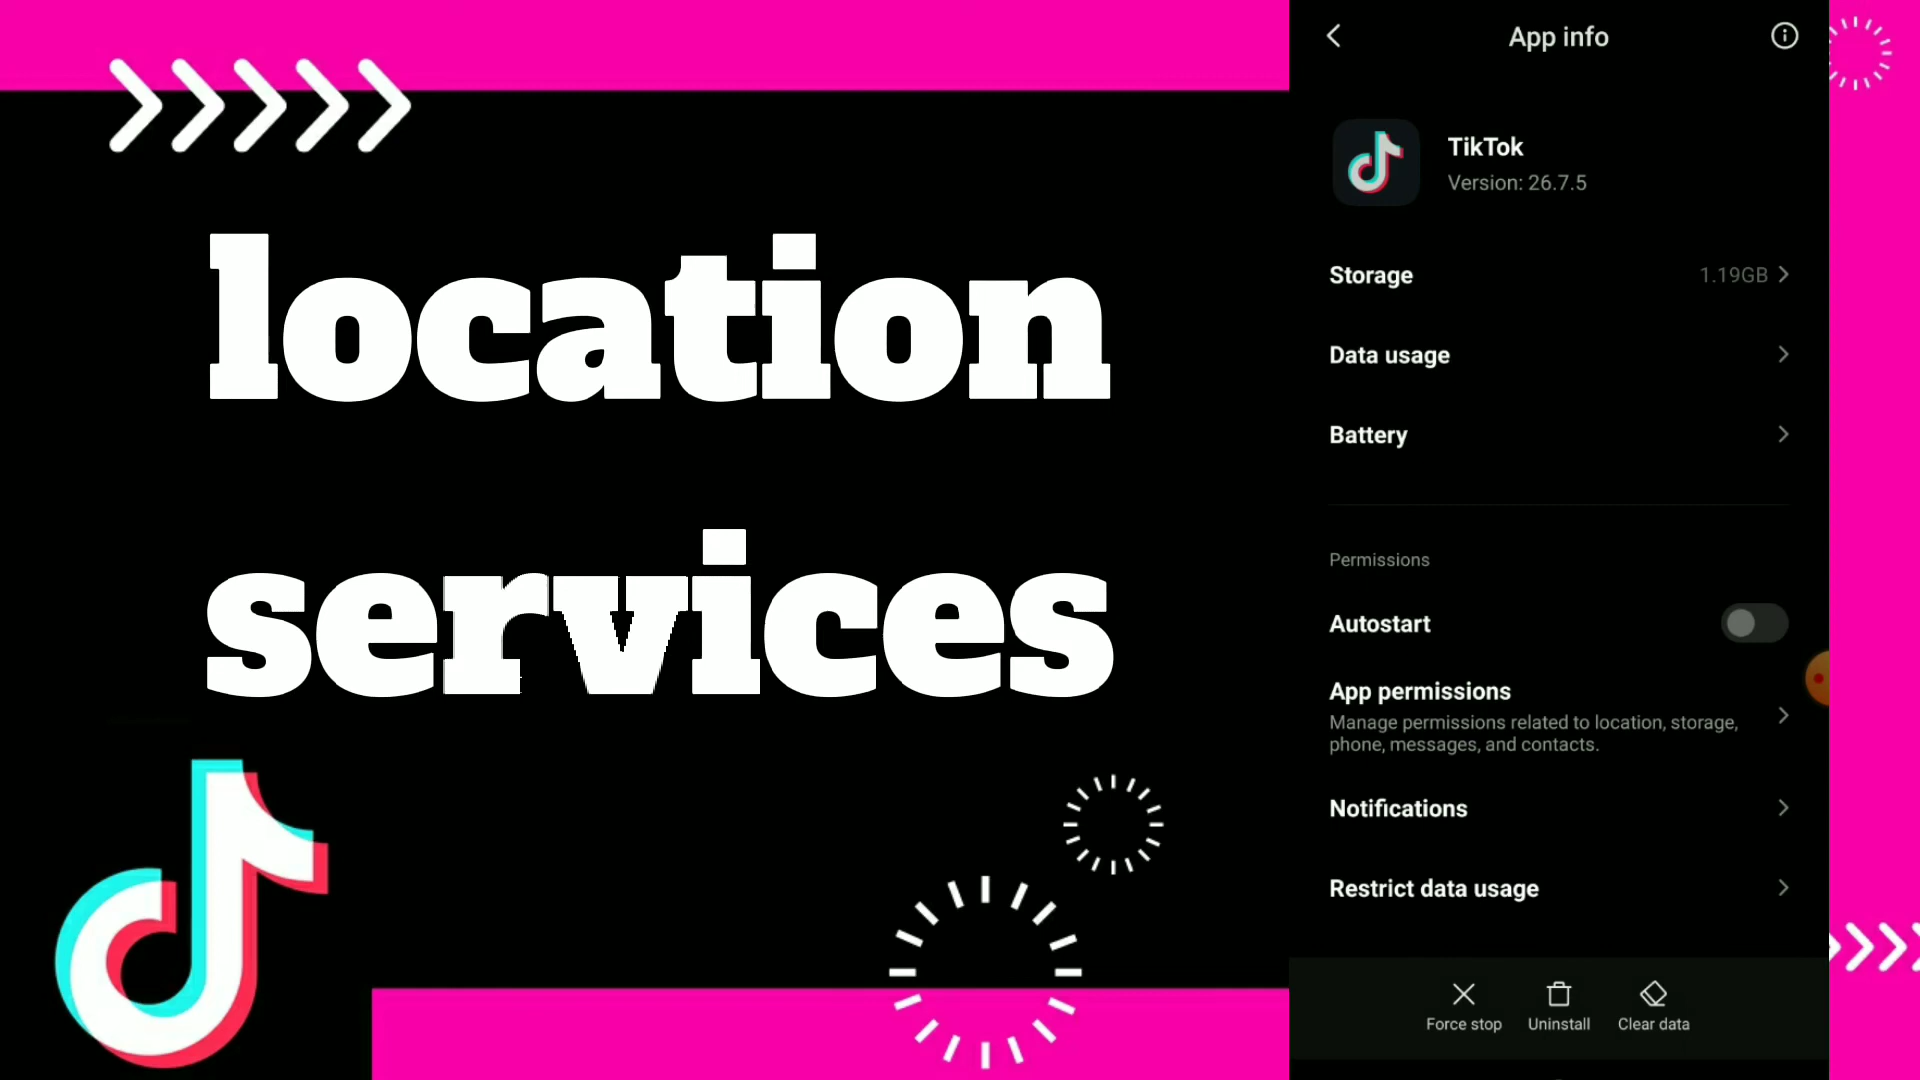 location
services
App info
TikTok
Version: 26.7.5
Storage 1.19GB
Data usage
Battery
Permissions
Autostart
App permissions
Manage permissions related to location, storage,
phone, messages, and contacts.
Notifications
Restrict data usage
Force stop Uninstall Clear data